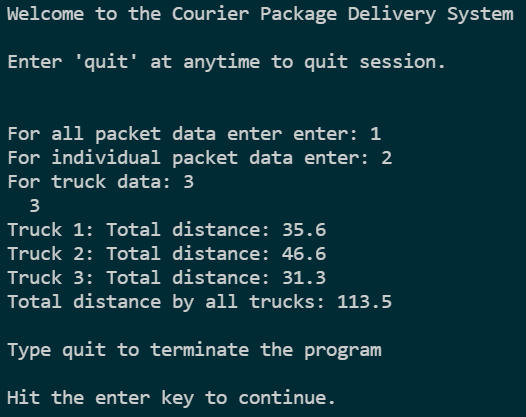 Welcome to the Courier Package Delivery System
Enter 'quit' at anytime to quit session.
For all packet data enter enter: 1
For individual packet data enter: 2
For truck data: 3
3
Truck 1: Total distance: 35.6
Truck 2: Total distance: 46.6
Truck 3: Total distance: 31.3
Total distance by all trucks: 113.5
Type quit to terminate the program
Hit the enter key to continue.